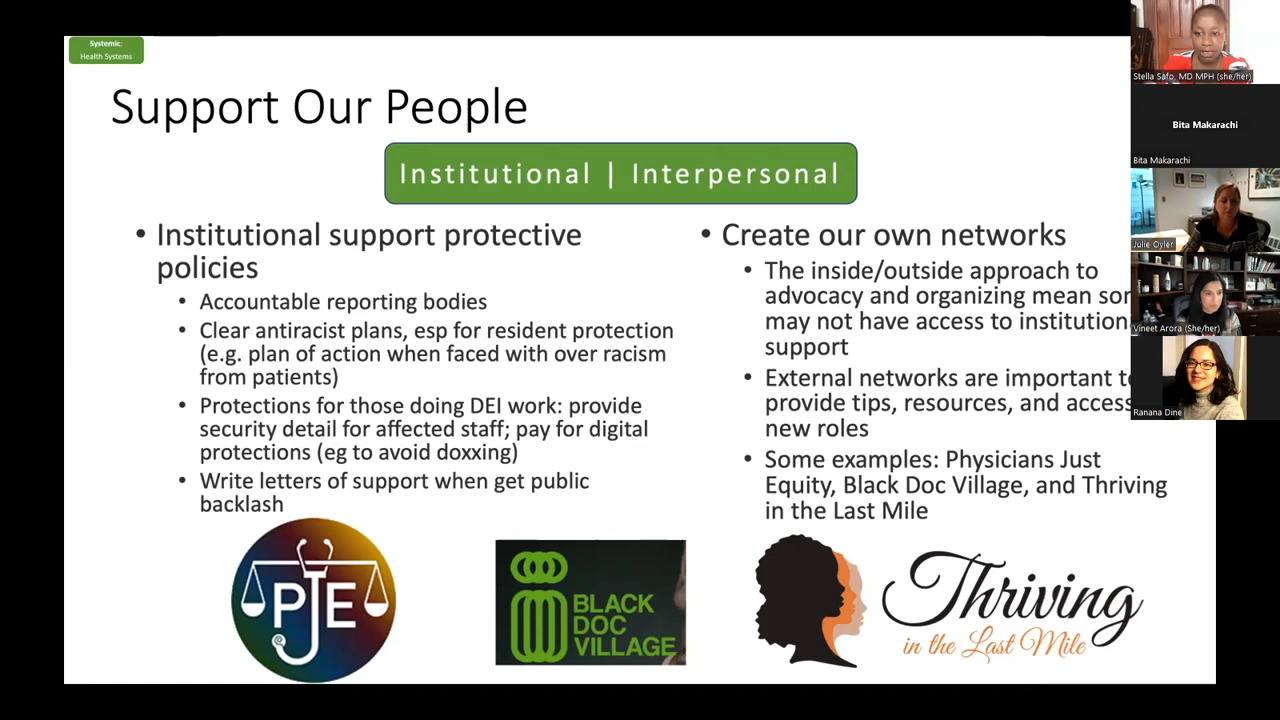 Systemic:
Health Systems
Support Our People
Institutional | Interpersonal
• Institutional support protective
policies
• Accountable reporting bodies
• Clear antiracist plans, esp for resident protection
(e.g. plan of action when faced with over racism
from patients)
• Protections for those doing DEI work: provide
security detail for affected staff; pay for digital
protections (eg to avoid doxxing)
• Write letters of support when get public
backlash
• Create our own networks
• The inside/outside approach to
advocacy and organizing mean
may not have access to institution
support
• External networks are important
provide tips, resources, and access
new roles
• Some examples: Physicians Just
Equity, Black Doc Village, and Thriving
in the Last Mile
PJE
BLACK
DOC
VILLAGE
Thriving
in the Last Mile
Stella Safo, MD MPH (she/her)
Bita Makarachi
Bita Makarachi
Julie Oyler
Vineet Arora (She/her)
Ranana Dine